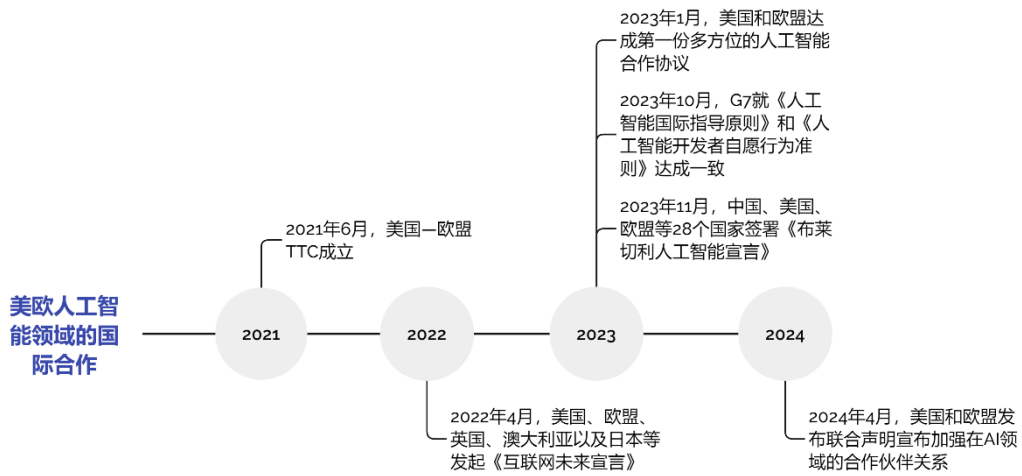 2023年1月，美国和欧盟达
成第一份多方位的人工智能
合作协议
2023年10月，G7就《人工
智能国际指导原则》和《人
工智能开发者自愿行为准
则》达成一致
2023年11月，中国、美国、
欧盟等28个国家签署《布莱
切利人工智能宣言》
2021年6月，美国—欧盟
TTC成立
美欧人工智
能领域的国
际合作
2021
2022
2023
2024
2022年4月，美国、欧盟、
英国、澳大利亚以及日本等
发起《互联网未来宣言》
2024年4月，美国和欧盟发
布联合声明宣布加强在AI领
域的合作伙伴关系